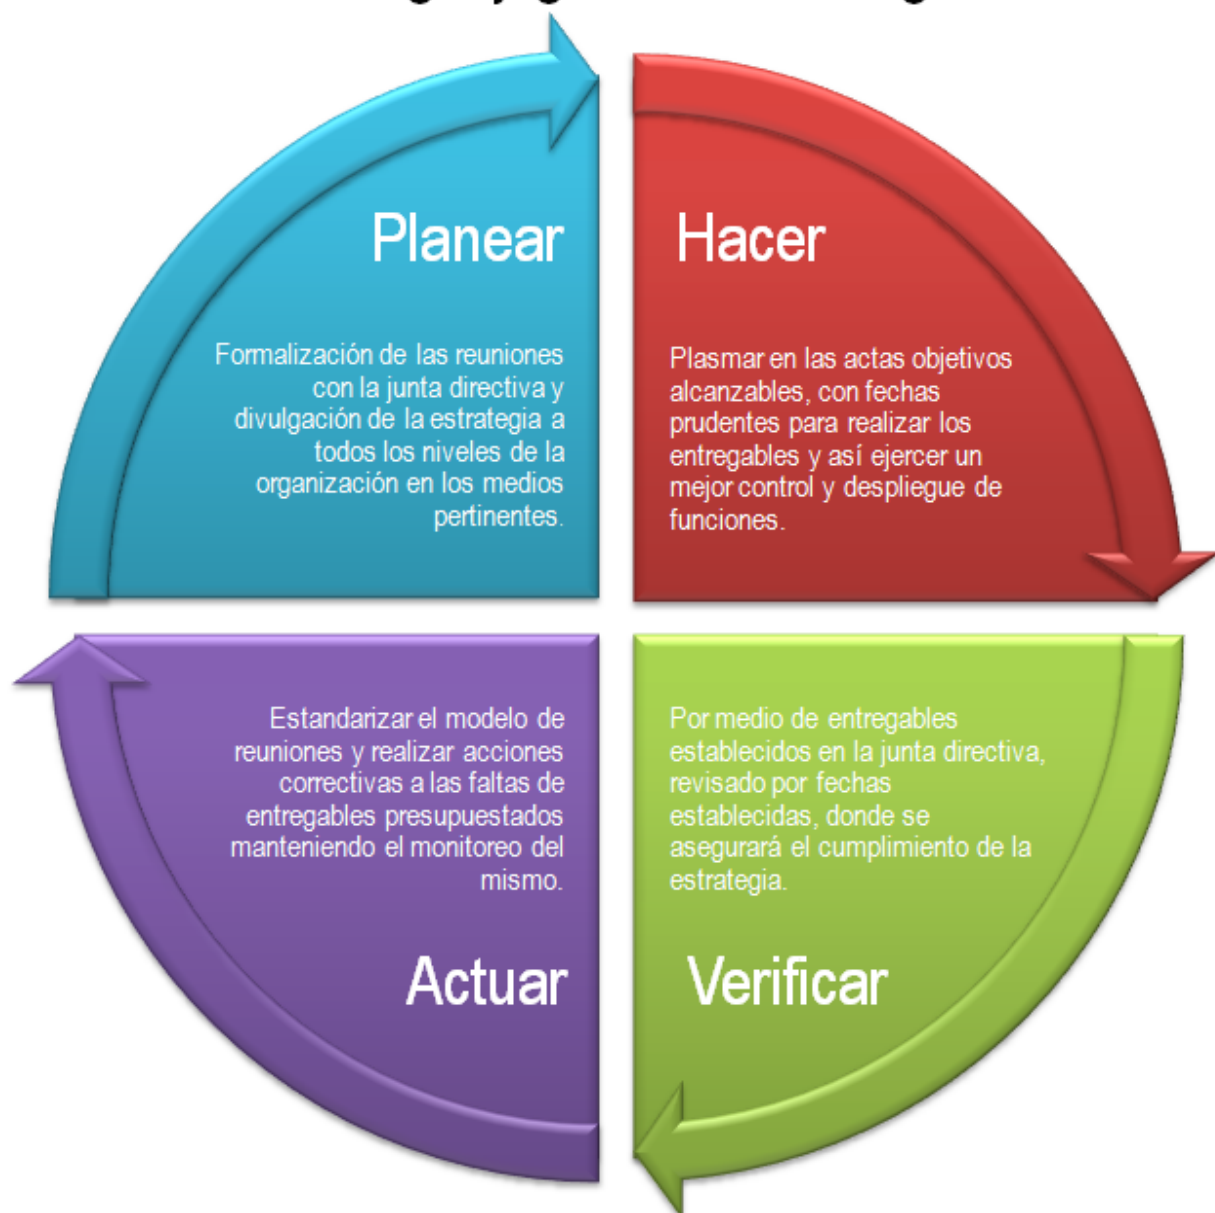 Planear
Formalización de las reuniones
con la junta directiva y
divulgación de la estrategia a
todos los niveles de la
organización en los medios
pertinentes.
Hacer
Plasmar en las actas objetivos
alcanzables, con fechas
prudentes para realizar los
entregables y así ejercer un
mejor control y despliegue de
funciones.
Estandarizar el modelo de
reuniones y realizar acciones
correctivas a las faltas de
entregables presupuestados
manteniendo el monitoreo del
mismo.
Actuar
Por medio de entregables
establecidos en la junta directiva,
revisado por fechas
establecidas, donde se
asegurará el cumplimiento de la
estrategia.
Verificar